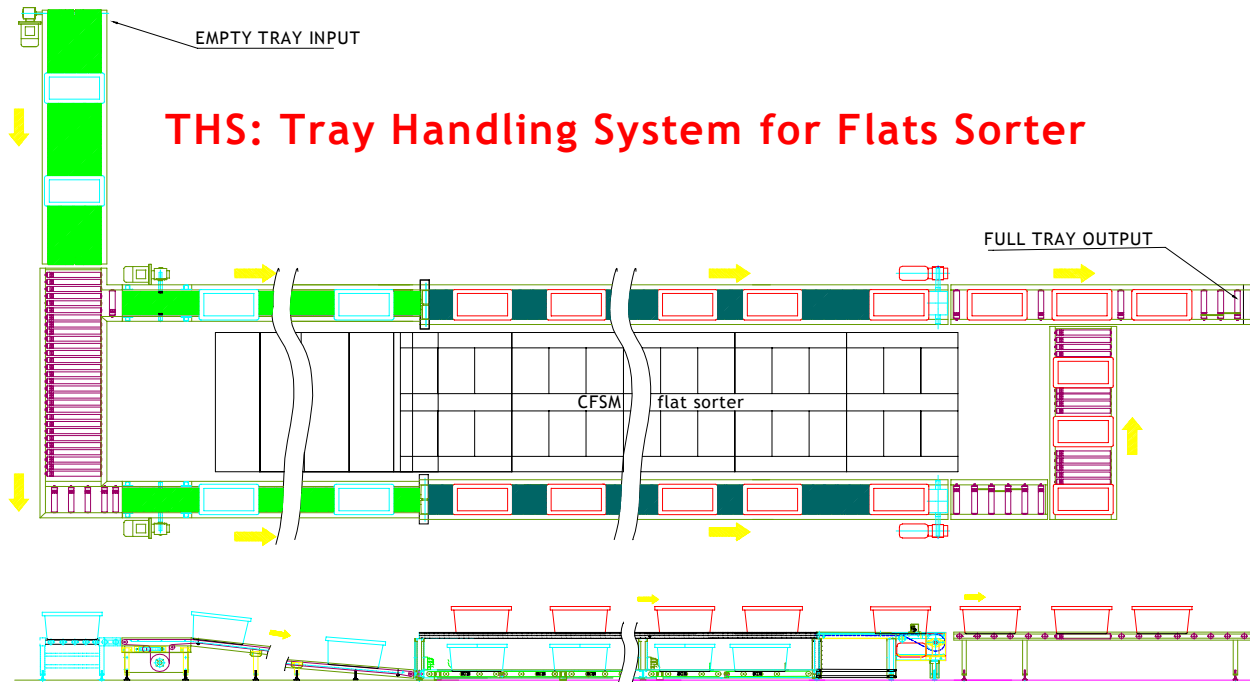 EMPTY TRAY INPUT
THS: Tray Handling System for Flats Sorter
FULL TRAY OUTPUT
CFSM flat sorter